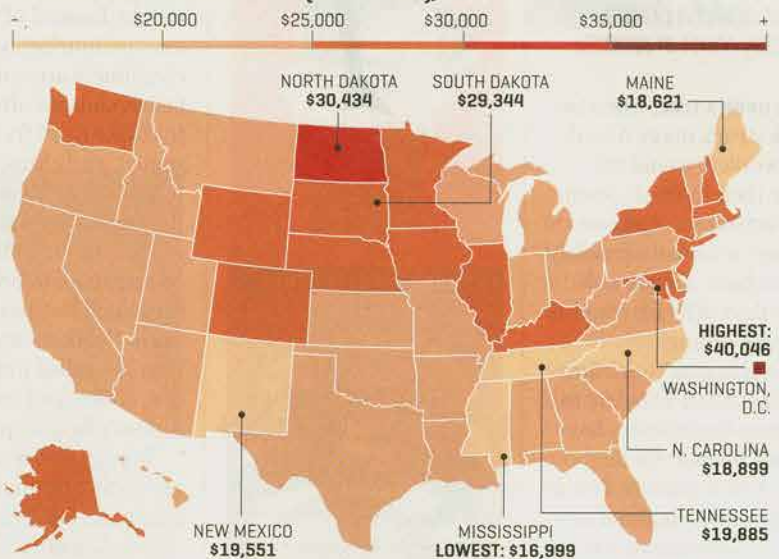 - $20,000 $25,000 $30,000 $35,000 +
NORTH DAKOTA
$30,434
SOUTH DAKOTA
$29,344
MAINE
$18,621
HIGHEST:
$40,046
WASHINGTON,
D.C.
N. CAROLINA
$18,899
TENNESSEE
$19,885
NEW MEXICO
$19,551
MISSISSIPPI
LOWEST: $16,999